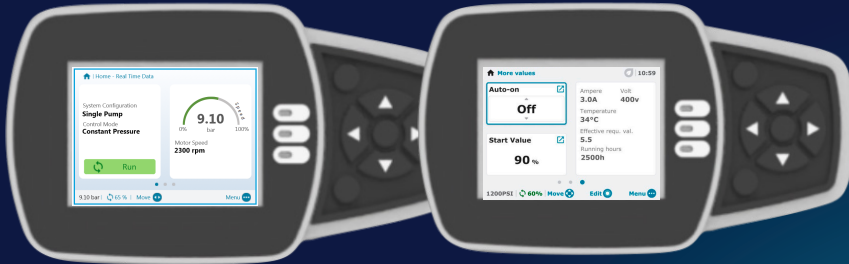 Home - Real Time Data
System Configuration
Single Pump
Control Mode
Constant Pressure
Run
Speed
9.10
0% bar 100%
Motor Speed
2300 rpm
9.10 bar | 65 % | Move Menu
More values | 10:59
Auto-on
Off
Start Value
90 %
Ampere Volt
3.0A 400v
Temperature
34°C
Effective requ. val.
5.5
Running hours
2500h
1200PSI | 60% | Move Edit Menu